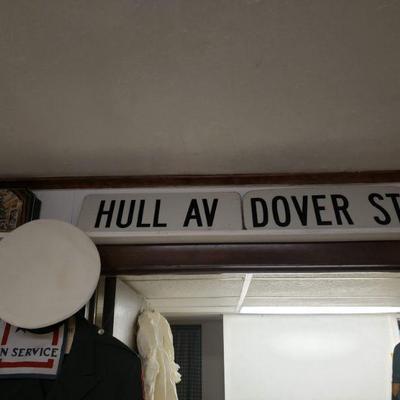 HULL AV
DOVER ST
N SERVICE